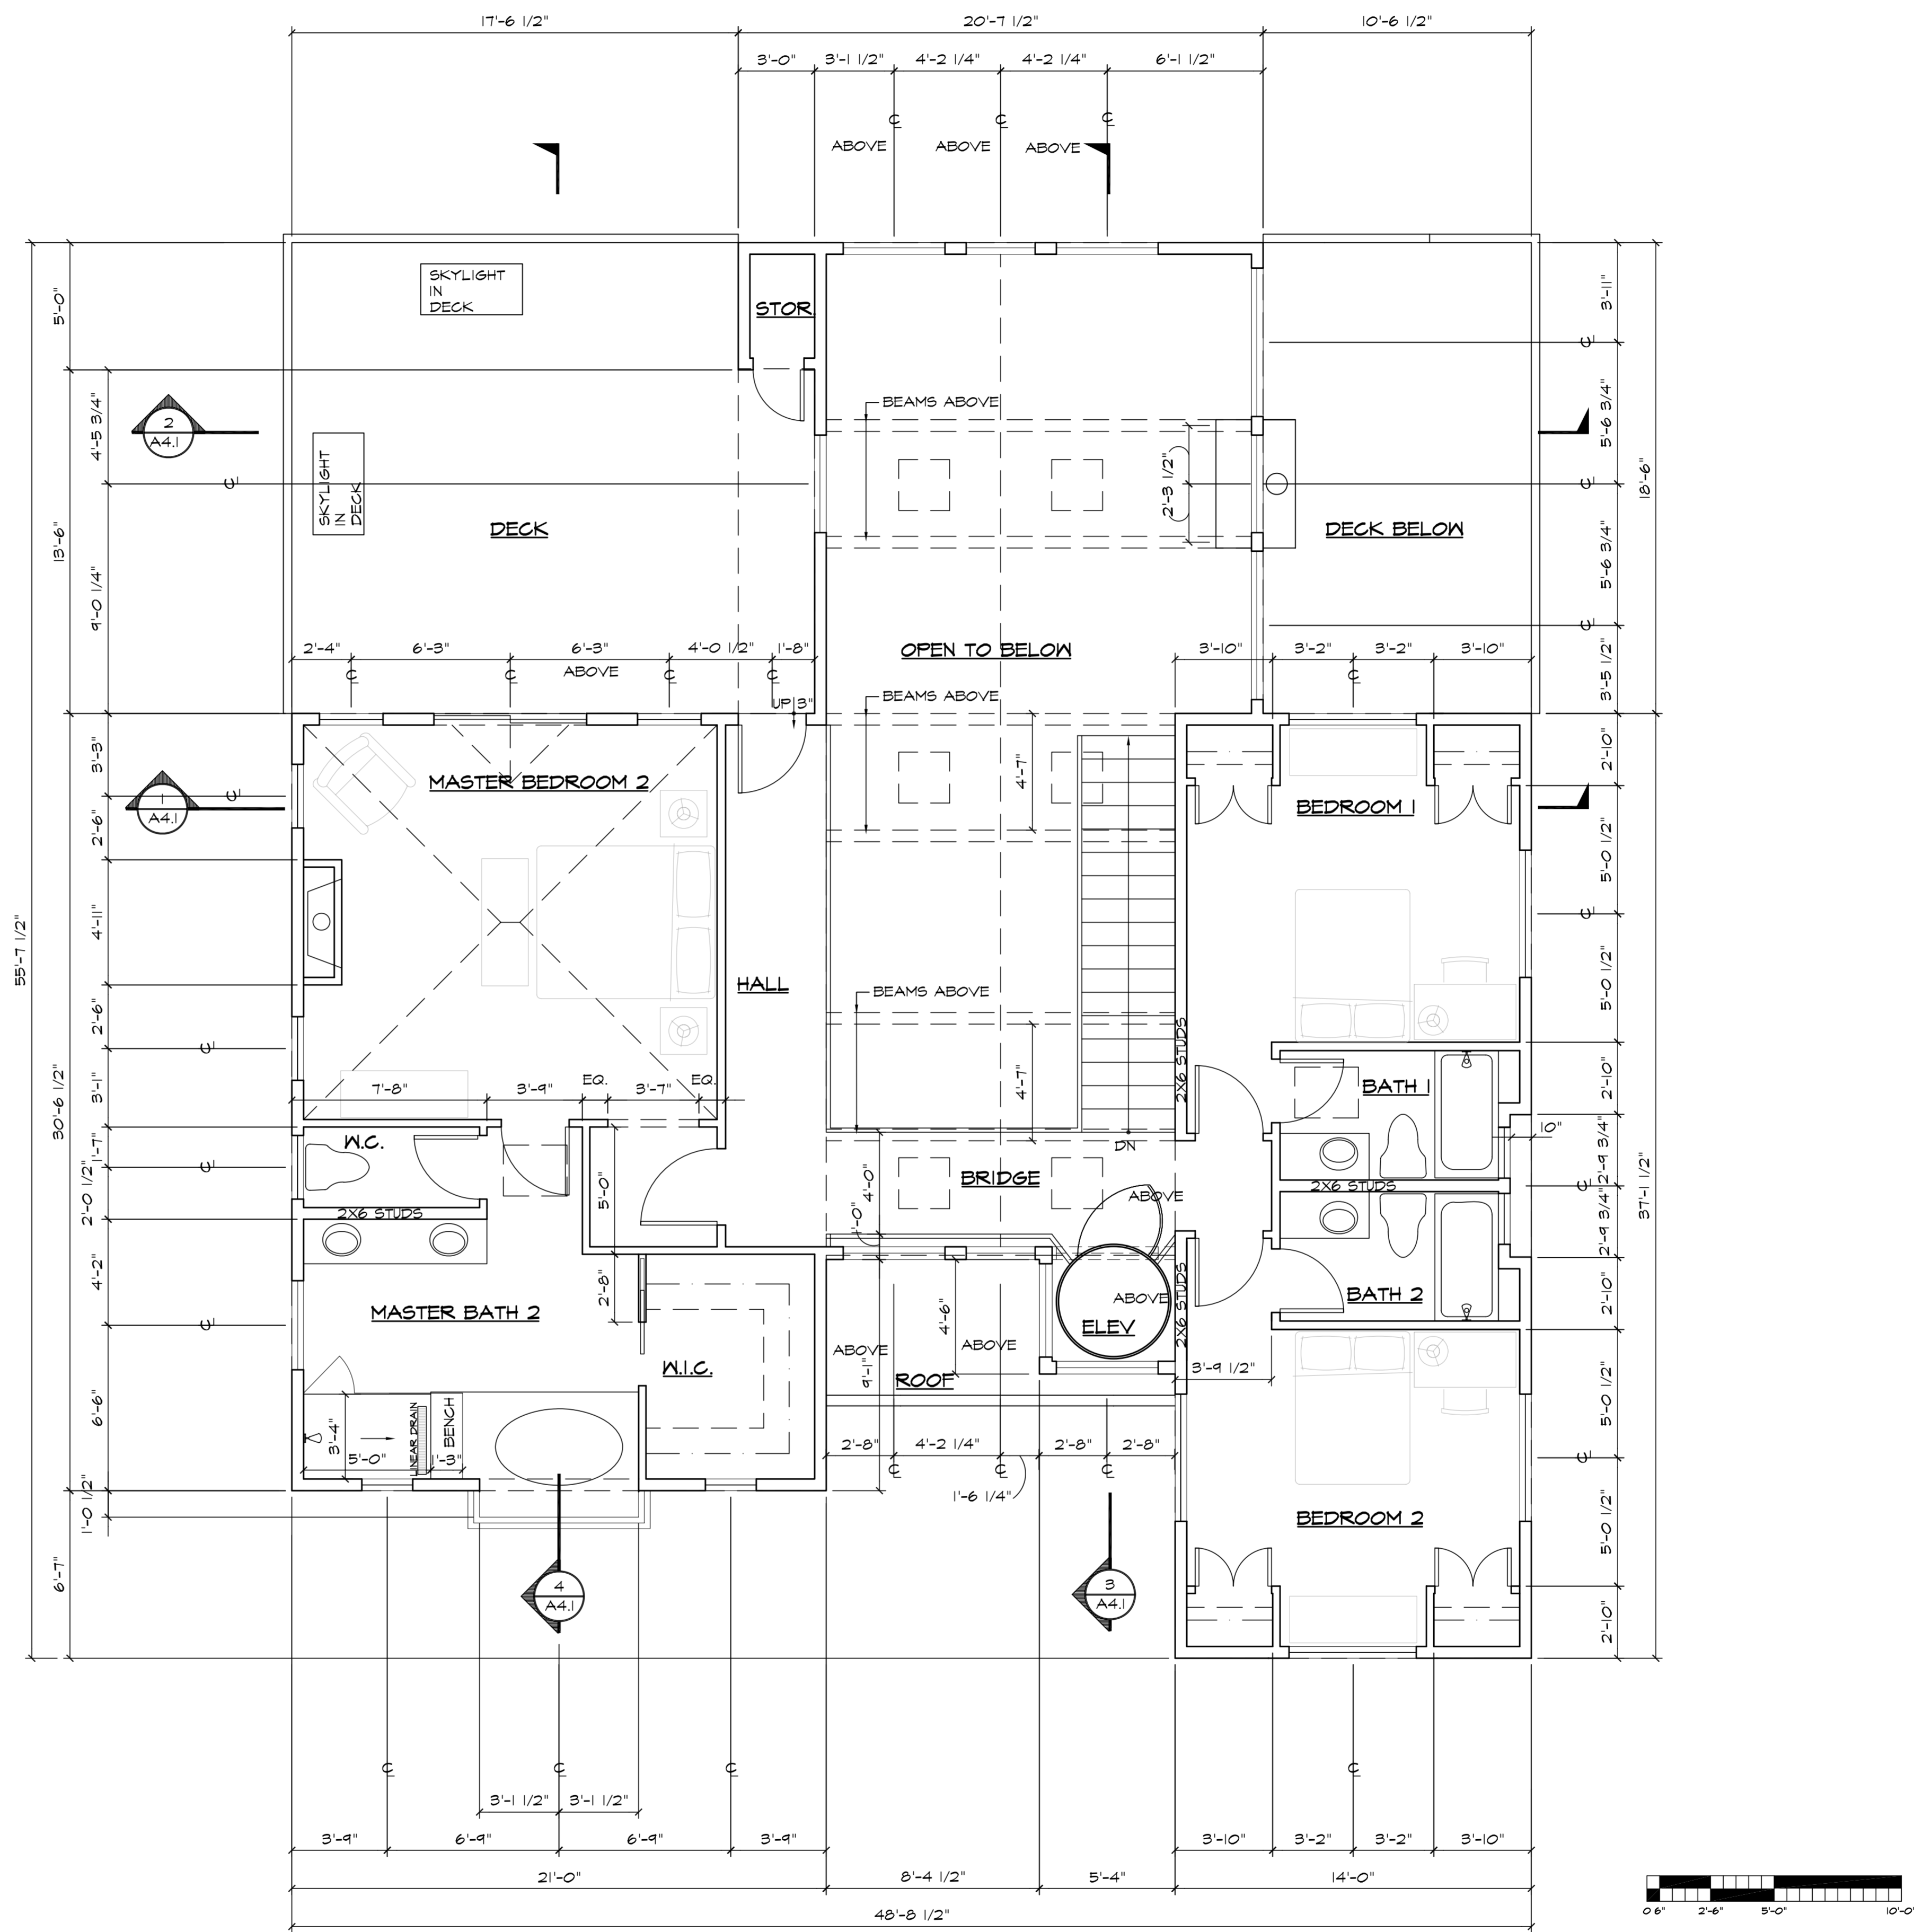 17'-6 1/2" 20'-7 1/2" 10'-6 1/2"
3'-0" 3'-1 1/2" 4'-2 1/4" 4'-2 1/4" 6'-1 1/2"
C C C
ABOVE ABOVE ABOVE
SKYLIGHT
IN
DECK
STOR.
5'-0"
3'-11"
CL
BEAMS ABOVE
4'-5 3/4"
2
A4.1
5'-6 3/4"
SKYLIGHT
IN
DECK
2'-3 1/2"
18'-6"
13'-6"
DECK
DECK BELOW
9'-0 1/4"
5'-6 3/4"
2'-4" 6'-3" 6'-3" 4'-0 1/2" 1'-8"
ABOVE
OPEN TO BELOW
3'-10" 3'-2" 3'-2" 3'-10"
3'-5 1/2"
UP 3"
BEAMS ABOVE
3'-3"
2'-10"
MASTER BEDROOM 2
4'-7"
BEDROOM 1
1
A4.1
2'-6"
5'-0 1/2"
55'-7 1/2"
4'-11"
HALL
BEAMS ABOVE
2'-6"
5'-0 1/2"
2X6 STUDS
30'-6 1/2"
3'-1"
7'-8" 3'-9" EQ. 3'-7" EQ.
4'-7"
BATH 1
2'-10"
1'-7"
W.C.
DN
10"
2'-9 3/4"
2'-0 1/2"
5'-0"
4'-0"
BRIDGE
ABOVE
2X6 STUDS
2X6 STUDS
1'-0"
2'-9 3/4"
37'-1 1/2"
4'-2"
2'-8"
MASTER BATH 2
4'-6"
ABOVE
ELEV
2X6 STUDS
BATH 2
2'-10"
W.I.C.
ABOVE
ABOVE
9'-1"
ROOF
3'-9 1/2"
6'-6"
3'-4"
5'-0"
LINEAR DRAIN
1'-3"
BENCH
2'-8" 4'-2 1/4" 2'-8" 2'-8"
1'-6 1/4"
5'-0 1/2"
1'-0 1/2"
BEDROOM 2
6'-7"
4
A4.1
3
A4.1
5'-0 1/2"
2'-10"
3'-1 1/2" 3'-1 1/2"
3'-9" 6'-9" 6'-9" 3'-9"
3'-10" 3'-2" 3'-2" 3'-10"
21'-0" 8'-4 1/2" 5'-4" 14'-0"
48'-8 1/2"
0 6" 2'-6" 5'-0" 10'-0"